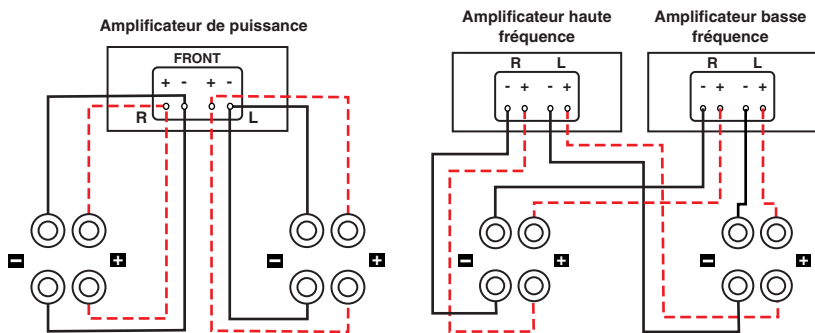 Amplificateur de puissance
FRONT
+ - + -
R L
- +
- +
Amplificateur haute
fréquence
R L
- + - +
Amplificateur basse
fréquence
R L
- + - +
- +
- +